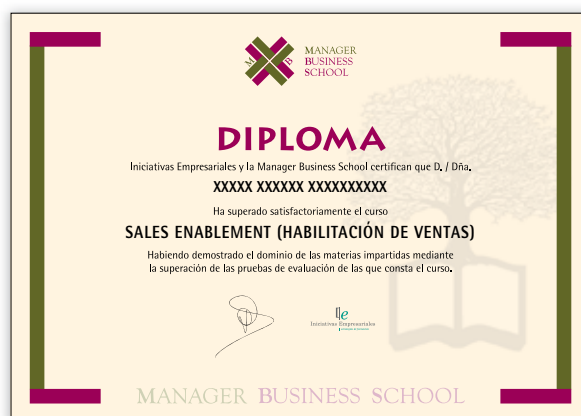 M B
MANAGER
BUSINESS
SCHOOL
DIPLOMA
Iniciativas Empresariales y la Manager Business School certifican que D. / Dña.
XXXXX XXXXXX XXXXXXXXXX
Ha superado satisfactoriamente el curso
SALES ENABLEMENT (HABILITACIÓN DE VENTAS)
Habiendo demostrado el dominio de las materias impartidas mediante
la superación de las pruebas de evaluación de las que consta el curso.
Iniciativas Empresariales
MANAGER BUSINESS SCHOOL